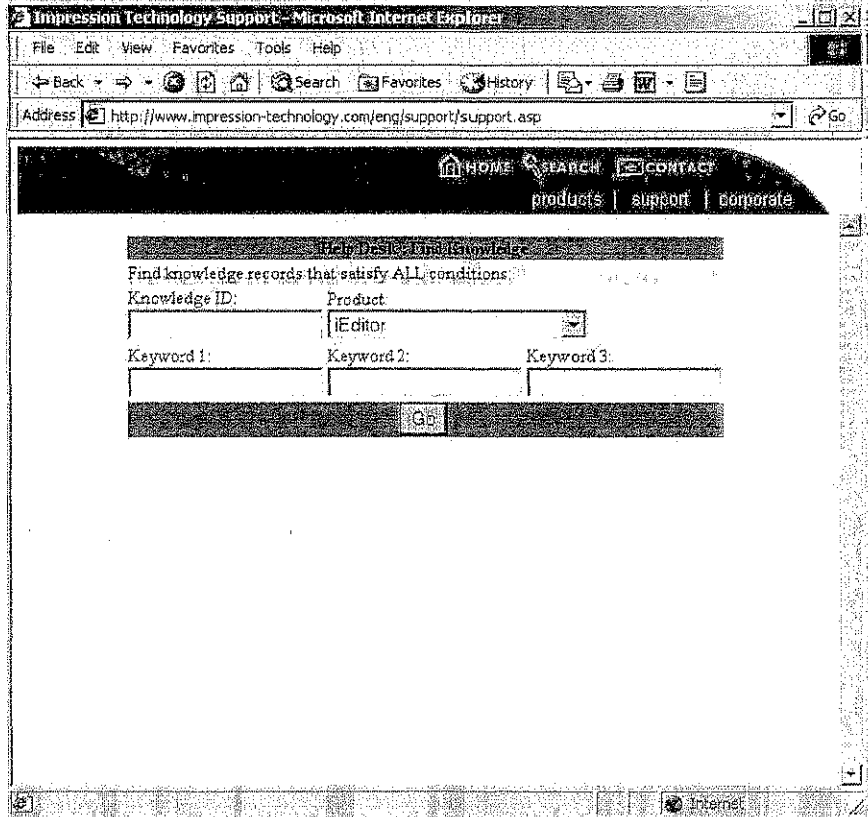 Impression Technology Support - Microsoft Internet Explorer
File Edit View Favorites Tools Help
Back Search Favorites History
Address http://www.impression-technology.com/eng/support/support.asp Go
HOME SEARCH CONTACT
products | support | corporate
Help Desk - Find Knowledge
Find knowledge records that satisfy ALL conditions.
Knowledge ID: Product:
iEditor
Keyword 1: Keyword 2: Keyword 3:
Go
Internet